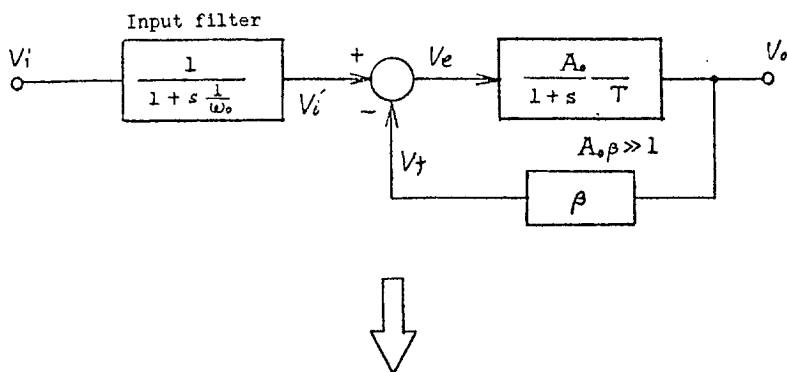 Input filter
Vi
1
1 + s 1/ω₀
Vi′
+
−
Ve
A₀
1 + s T
V₀
A₀β ≫ 1
Vf
β